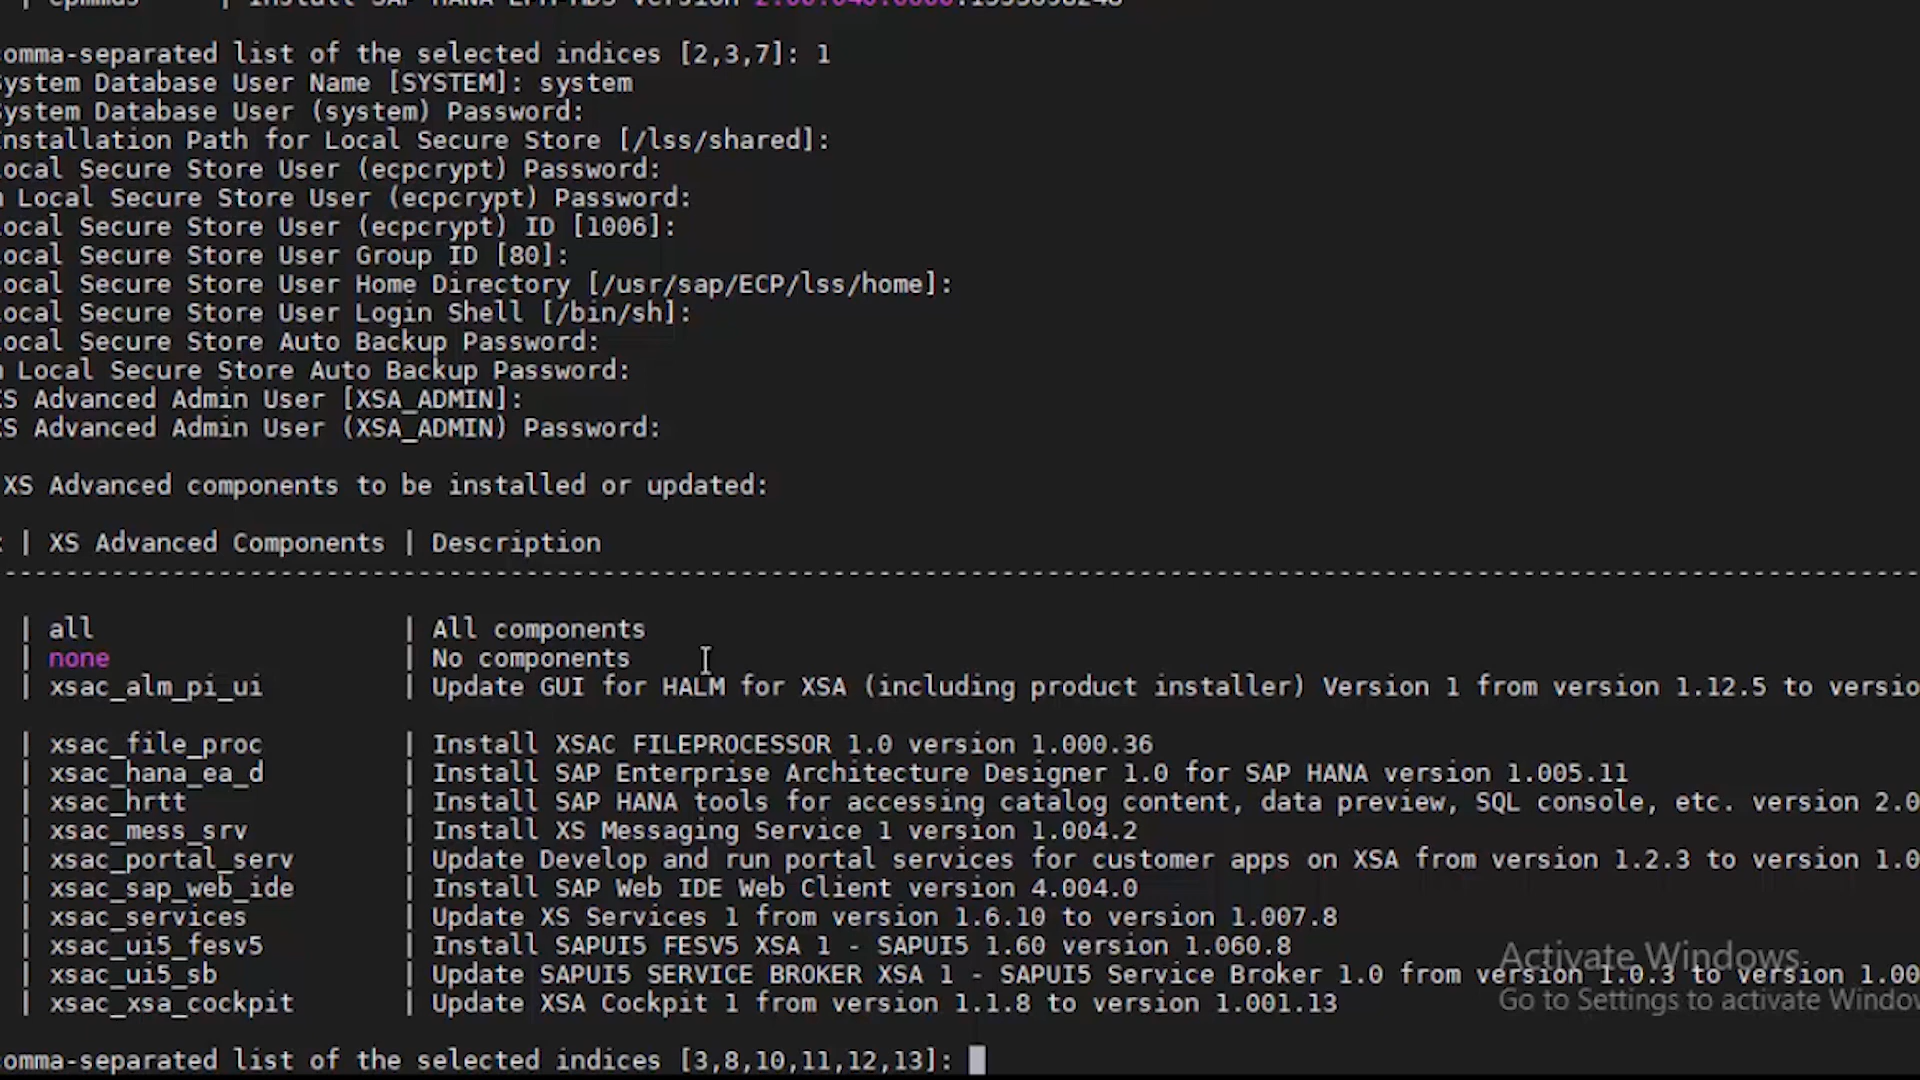 comma-separated list of the selected indices [2,3,7]: 1
System Database User Name [SYSTEM]: system
System Database User (system) Password:
Installation Path for Local Secure Store [/lss/shared]:
Local Secure Store User (ecpcrypt) Password:
Local Secure Store User (ecpcrypt) Password:
Local Secure Store User (ecpcrypt) ID [1006]:
Local Secure Store User Group ID [80]:
Local Secure Store User Home Directory [/usr/sap/ECP/lss/home]:
Local Secure Store User Login Shell [/bin/sh]:
Local Secure Store Auto Backup Password:
Local Secure Store Auto Backup Password:
XS Advanced Admin User [XSA_ADMIN]:
XS Advanced Admin User (XSA_ADMIN) Password:
XS Advanced components to be installed or updated:
| XS Advanced Components | Description
| all | All components
| none | No components
| xsac_alm_pi_ui | Update GUI for HALM for XSA (including product installer) Version 1 from version 1.12.5 to versio
| xsac_file_proc | Install XSAC FILEPROCESSOR 1.0 version 1.000.36
| xsac_hana_ea_d | Install SAP Enterprise Architecture Designer 1.0 for SAP HANA version 1.005.11
| xsac_hrtt | Install SAP HANA tools for accessing catalog content, data preview, SQL console, etc. version 2.0
| xsac_mess_srv | Install XS Messaging Service 1 version 1.004.2
| xsac_portal_serv | Update Develop and run portal services for customer apps on XSA from version 1.2.3 to version 1.0
| xsac_sap_web_ide | Install SAP Web IDE Web Client version 4.004.0
| xsac_services | Update XS Services 1 from version 1.6.10 to version 1.007.8
| xsac_ui5_fesv5 | Install SAPUI5 FESV5 XSA 1 - SAPUI5 1.60 version 1.060.8
| xsac_ui5_sb | Update SAPUI5 SERVICE BROKER XSA 1 - SAPUI5 Service Broker 1.0 from version 1.0.3 to version 1.00
| xsac_xsa_cockpit | Update XSA Cockpit 1 from version 1.1.8 to version 1.001.13
comma-separated list of the selected indices [3,8,10,11,12,13]:
Activate Windows
Go to Settings to activate Window